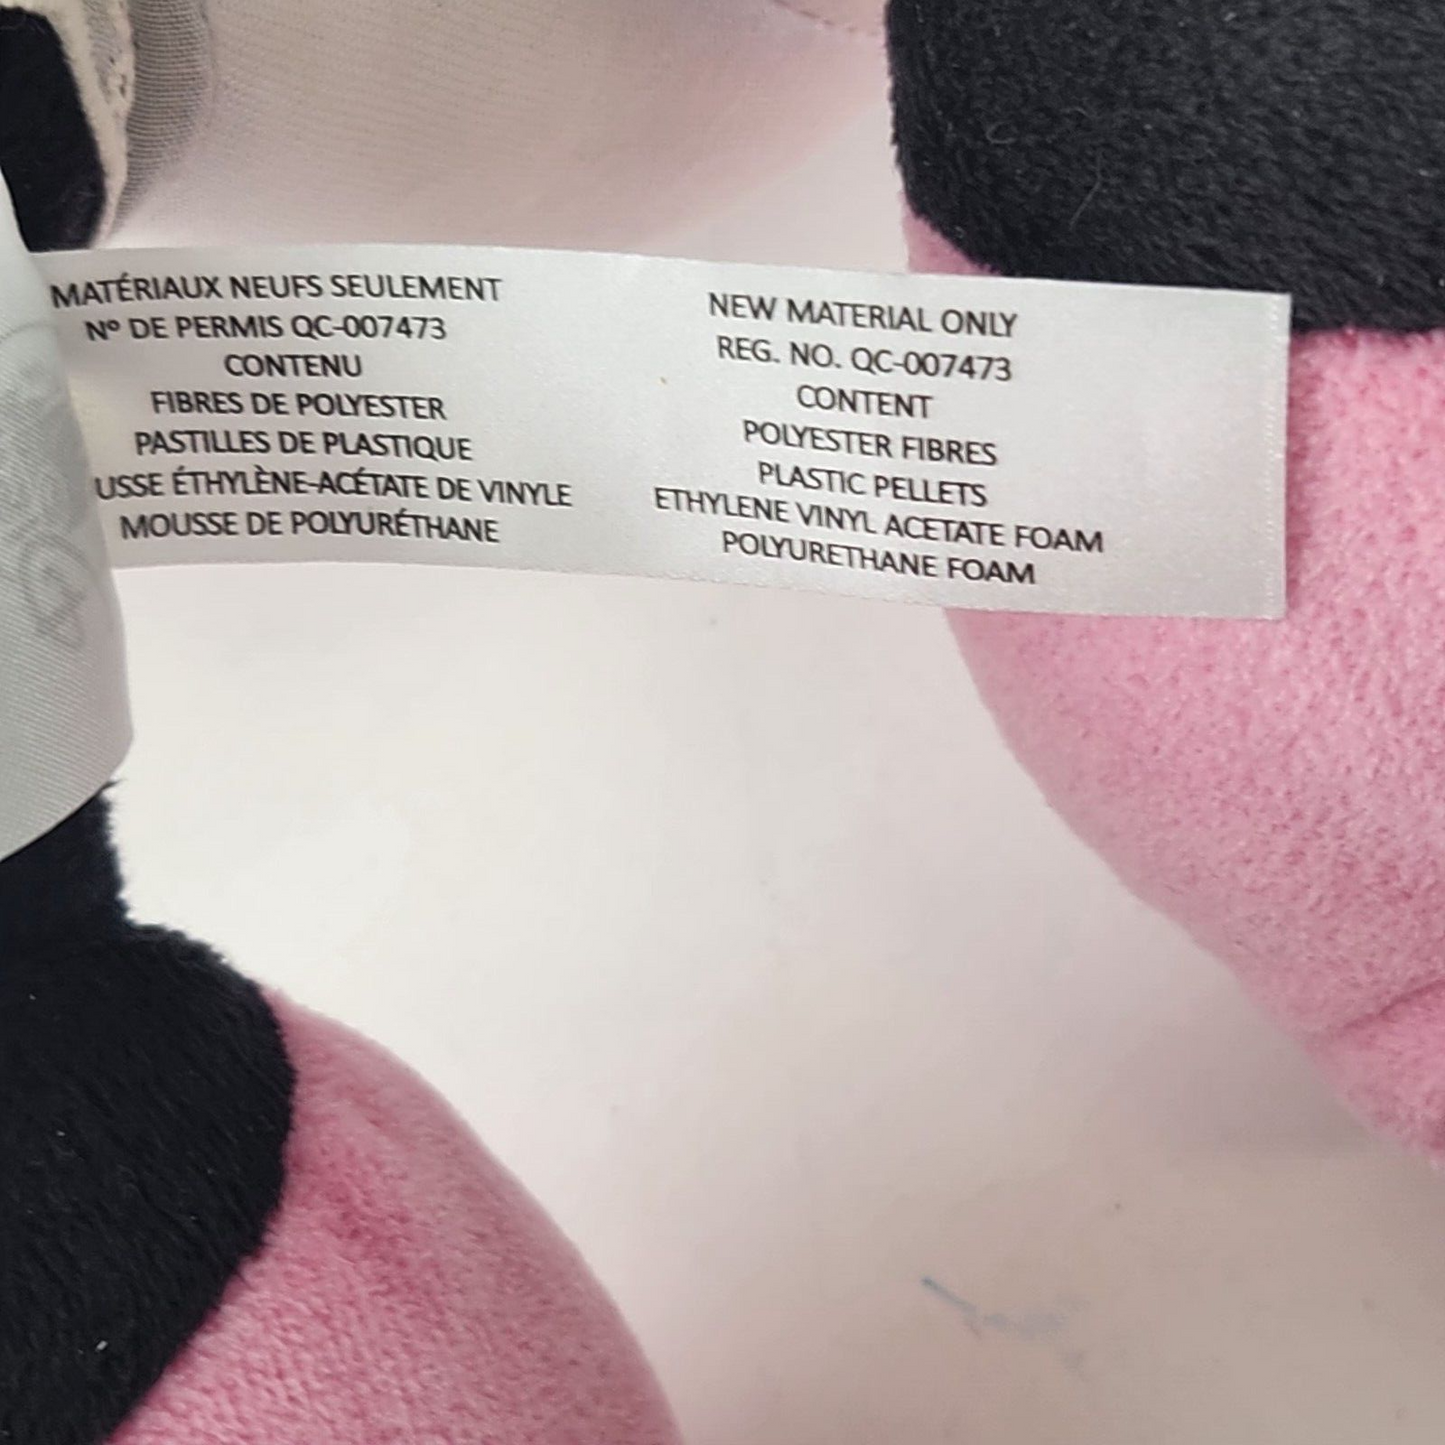 MATÉRIAUX NEUFS SEULEMENT
Nº DE PERMIS QC-007473
CONTENU
FIBRES DE POLYESTER
PASTILLES DE PLASTIQUE
USSE ÉTHYLÈNE-ACÉTATE DE VINYLE
MOUSSE DE POLYURÉTHANE
NEW MATERIAL ONLY
REG. NO. QC-007473
CONTENT
POLYESTER FIBRES
PLASTIC PELLETS
ETHYLENE VINYL ACETATE FOAM
POLYURETHANE FOAM